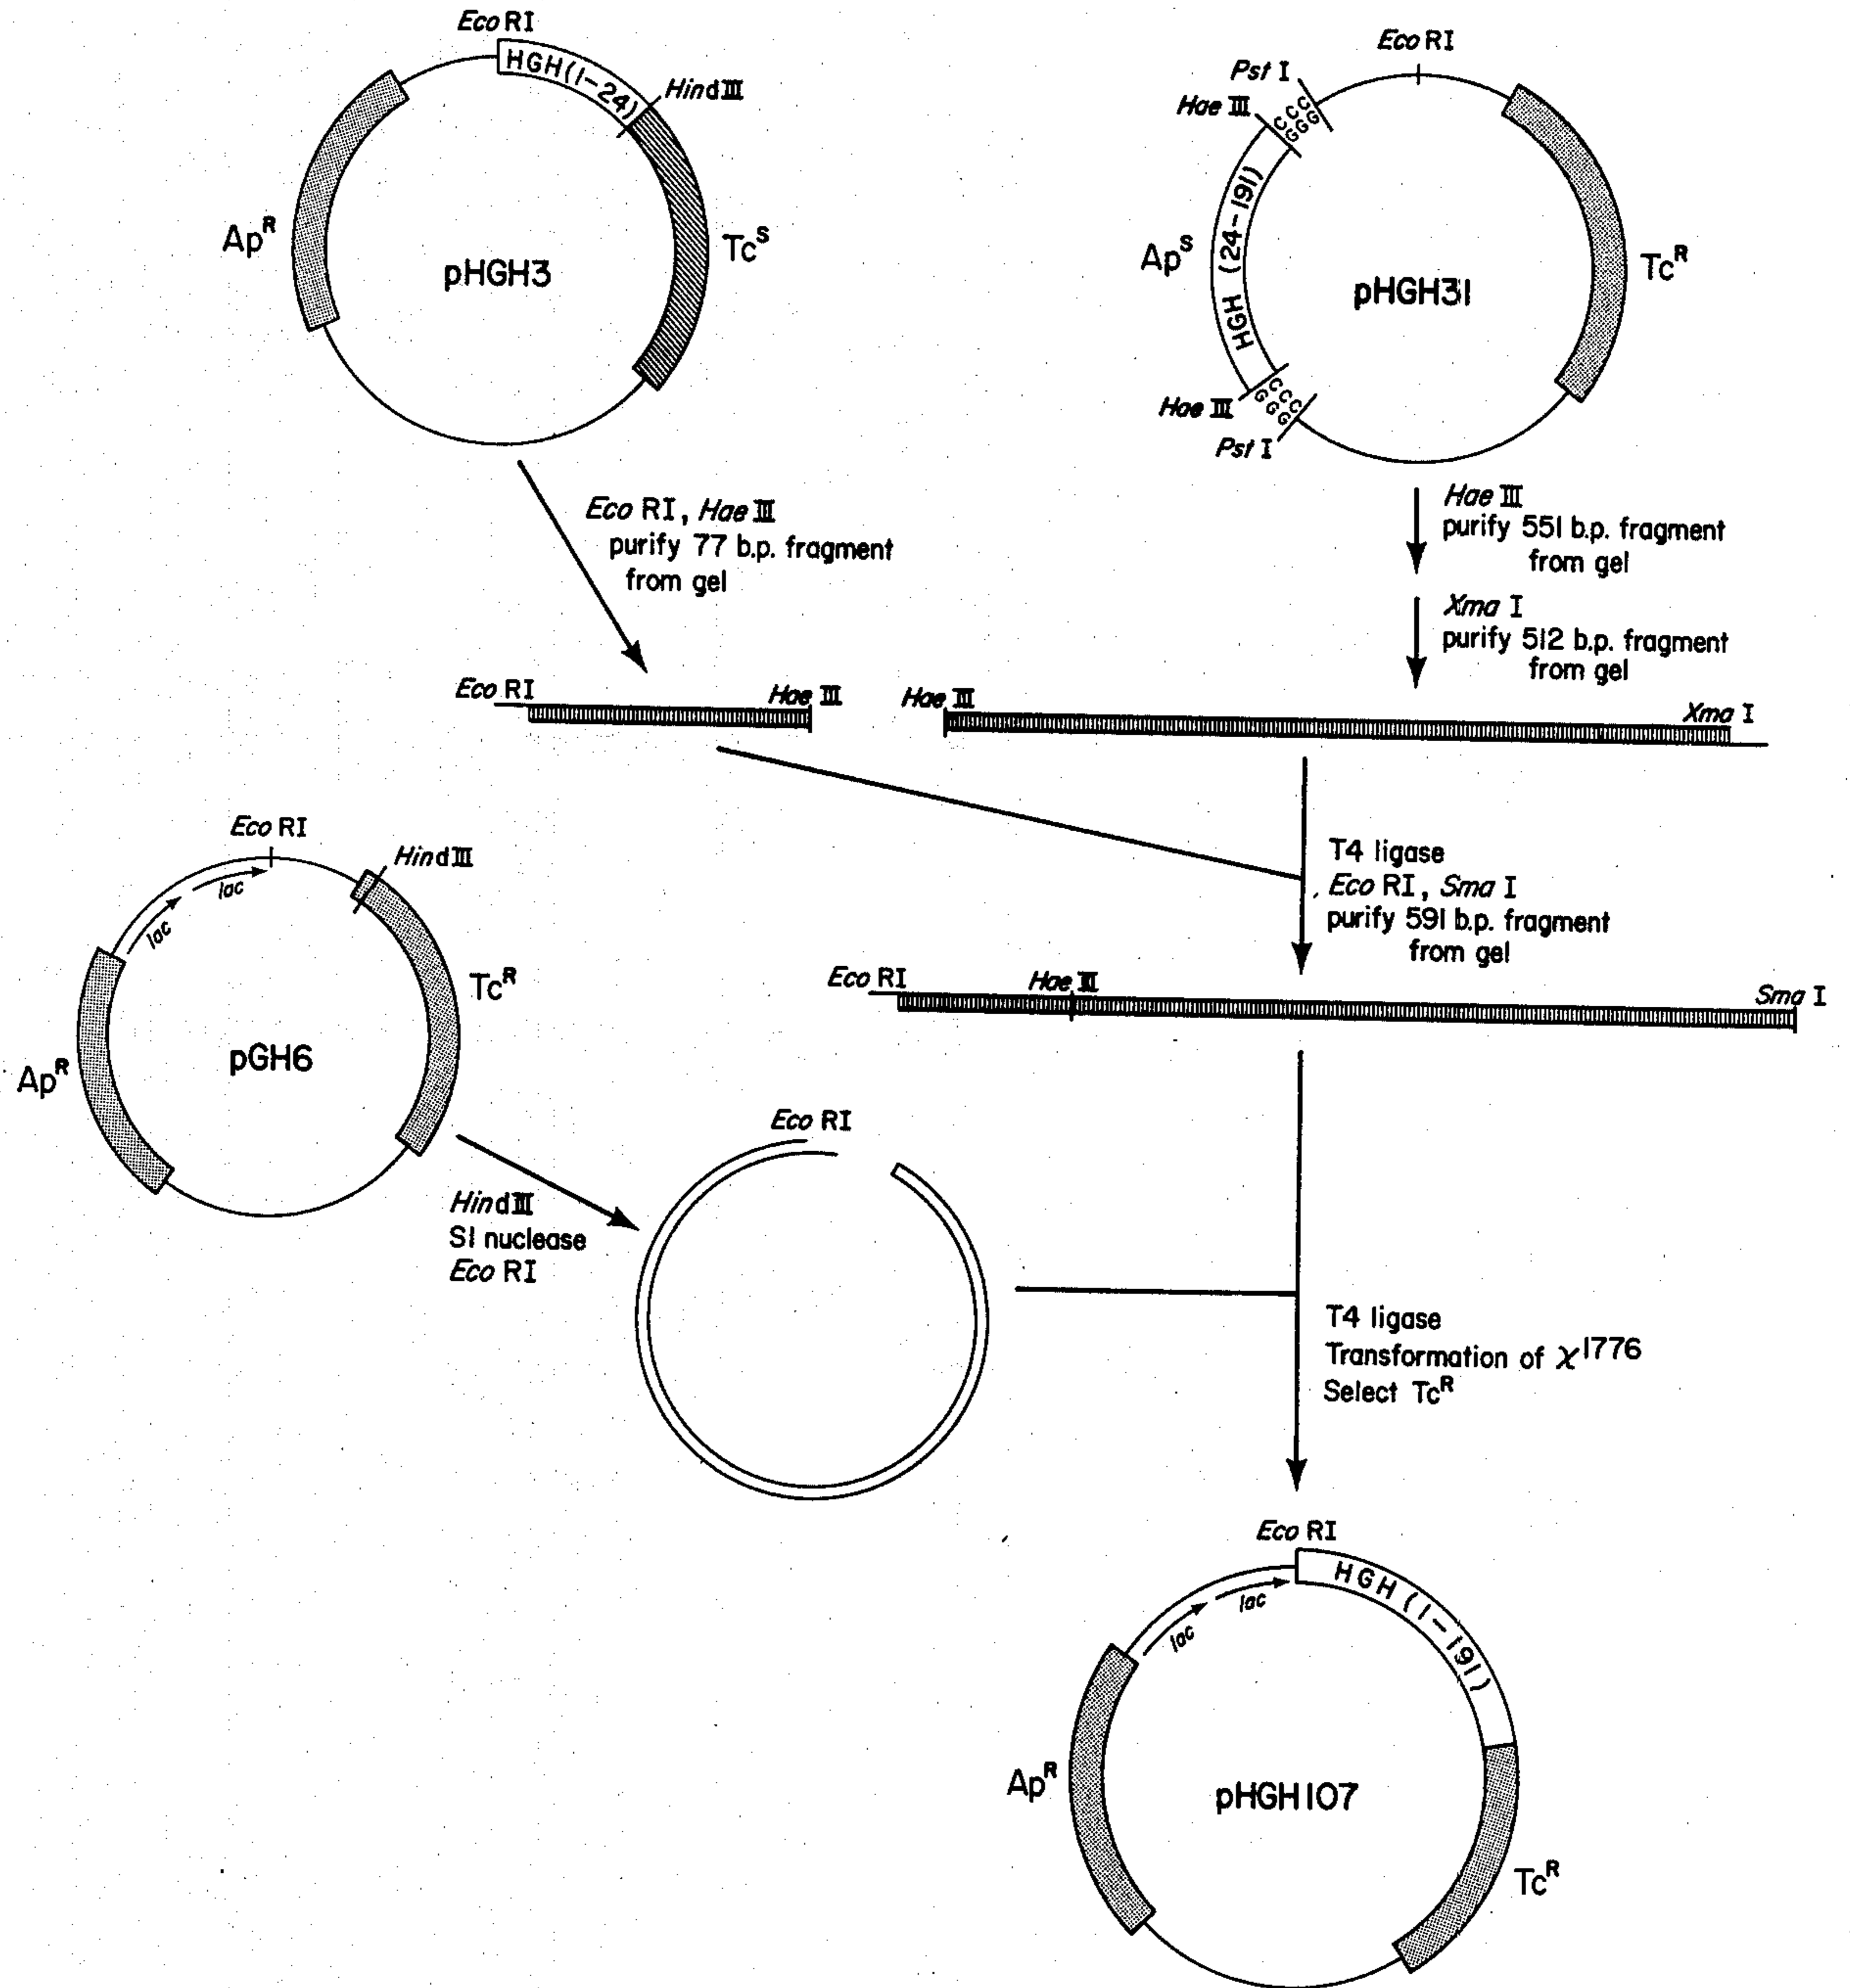 Eco RI
HGH (1-24)
Hind III
Ap^R
Tc^S
pHGH3
Eco RI
Pst I
Hae III
CCC
GGG
HGH (24-191)
Ap^S
Tc^R
pHGH31
Hae III
CCC
GGG
Pst I
Eco RI, Hae III
purify 77 b.p. fragment
from gel
Hae III
purify 551 b.p. fragment
from gel
Xma I
purify 512 b.p. fragment
from gel
Eco RI
Hae III
Hae III
Xma I
T4 ligase
Eco RI, Sma I
purify 591 b.p. fragment
from gel
Eco RI
Hind III
lac
lac
Tc^R
Ap^R
pGH6
Eco RI
Hae III
Sma I
Hind III
S1 nuclease
Eco RI
Eco RI
T4 ligase
Transformation of χ1776
Select Tc^R
Eco RI
HGH (1-191)
lac
lac
Ap^R
pHGH107
Tc^R